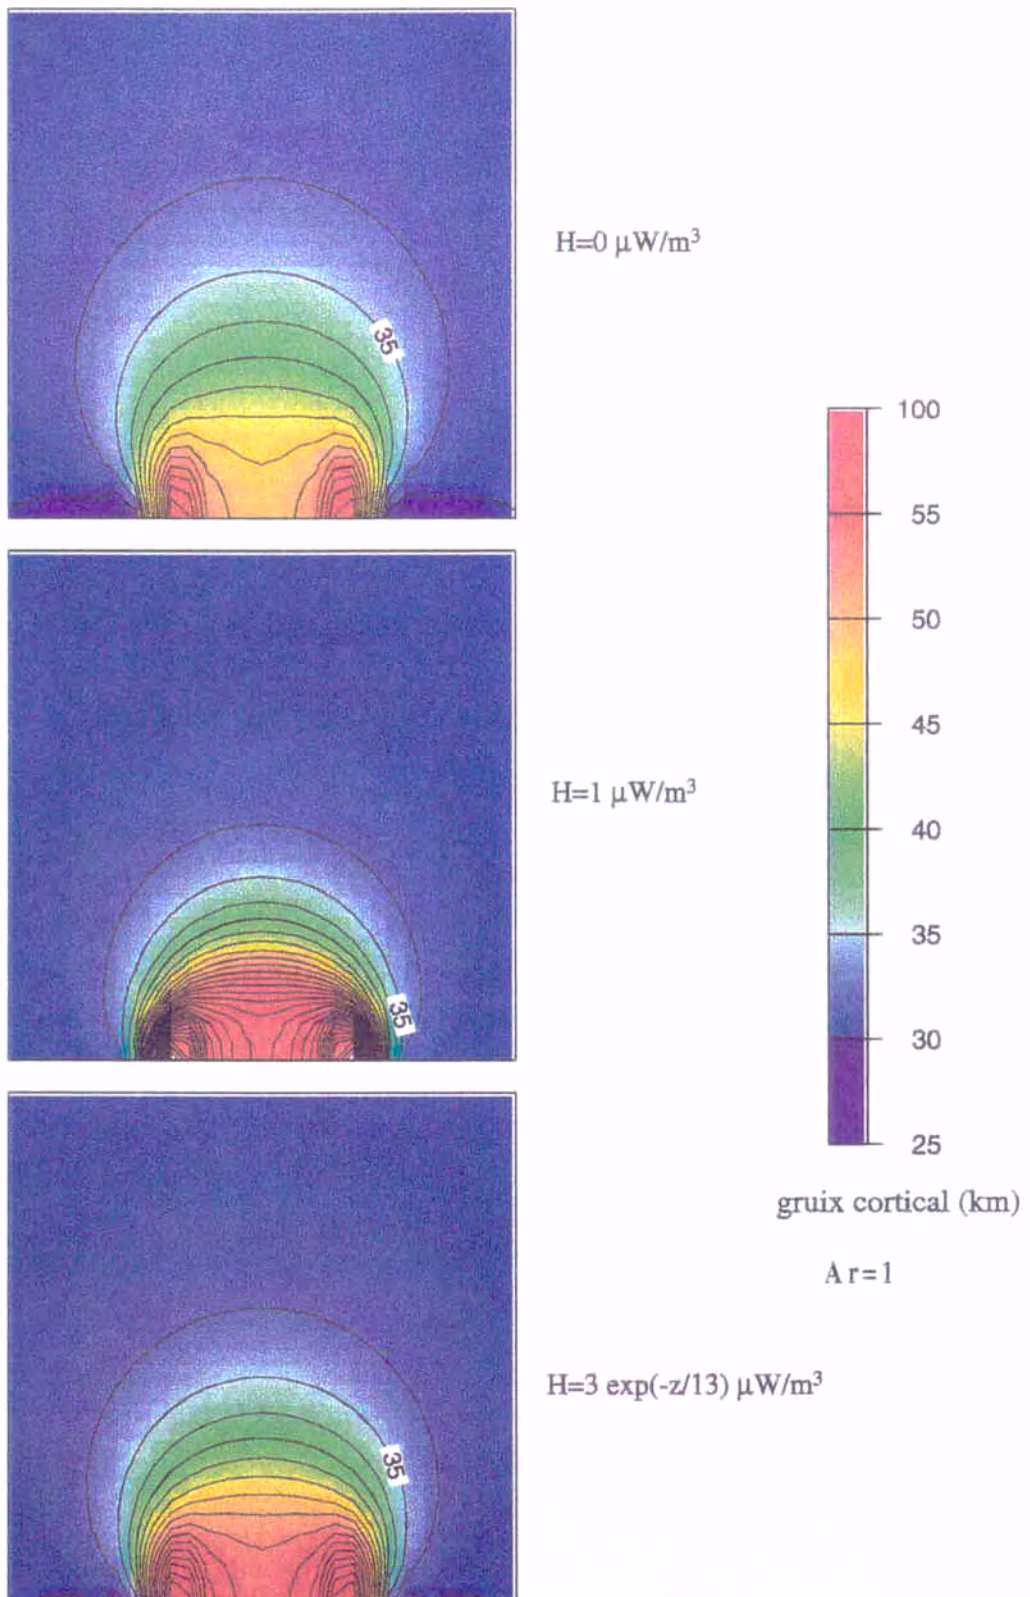 H=0 μW/m³
35
100
55
50
45
40
35
30
25
gruix cortical (km)
A r=1
H=1 μW/m³
35
H=3 exp(-z/13) μW/m³
35